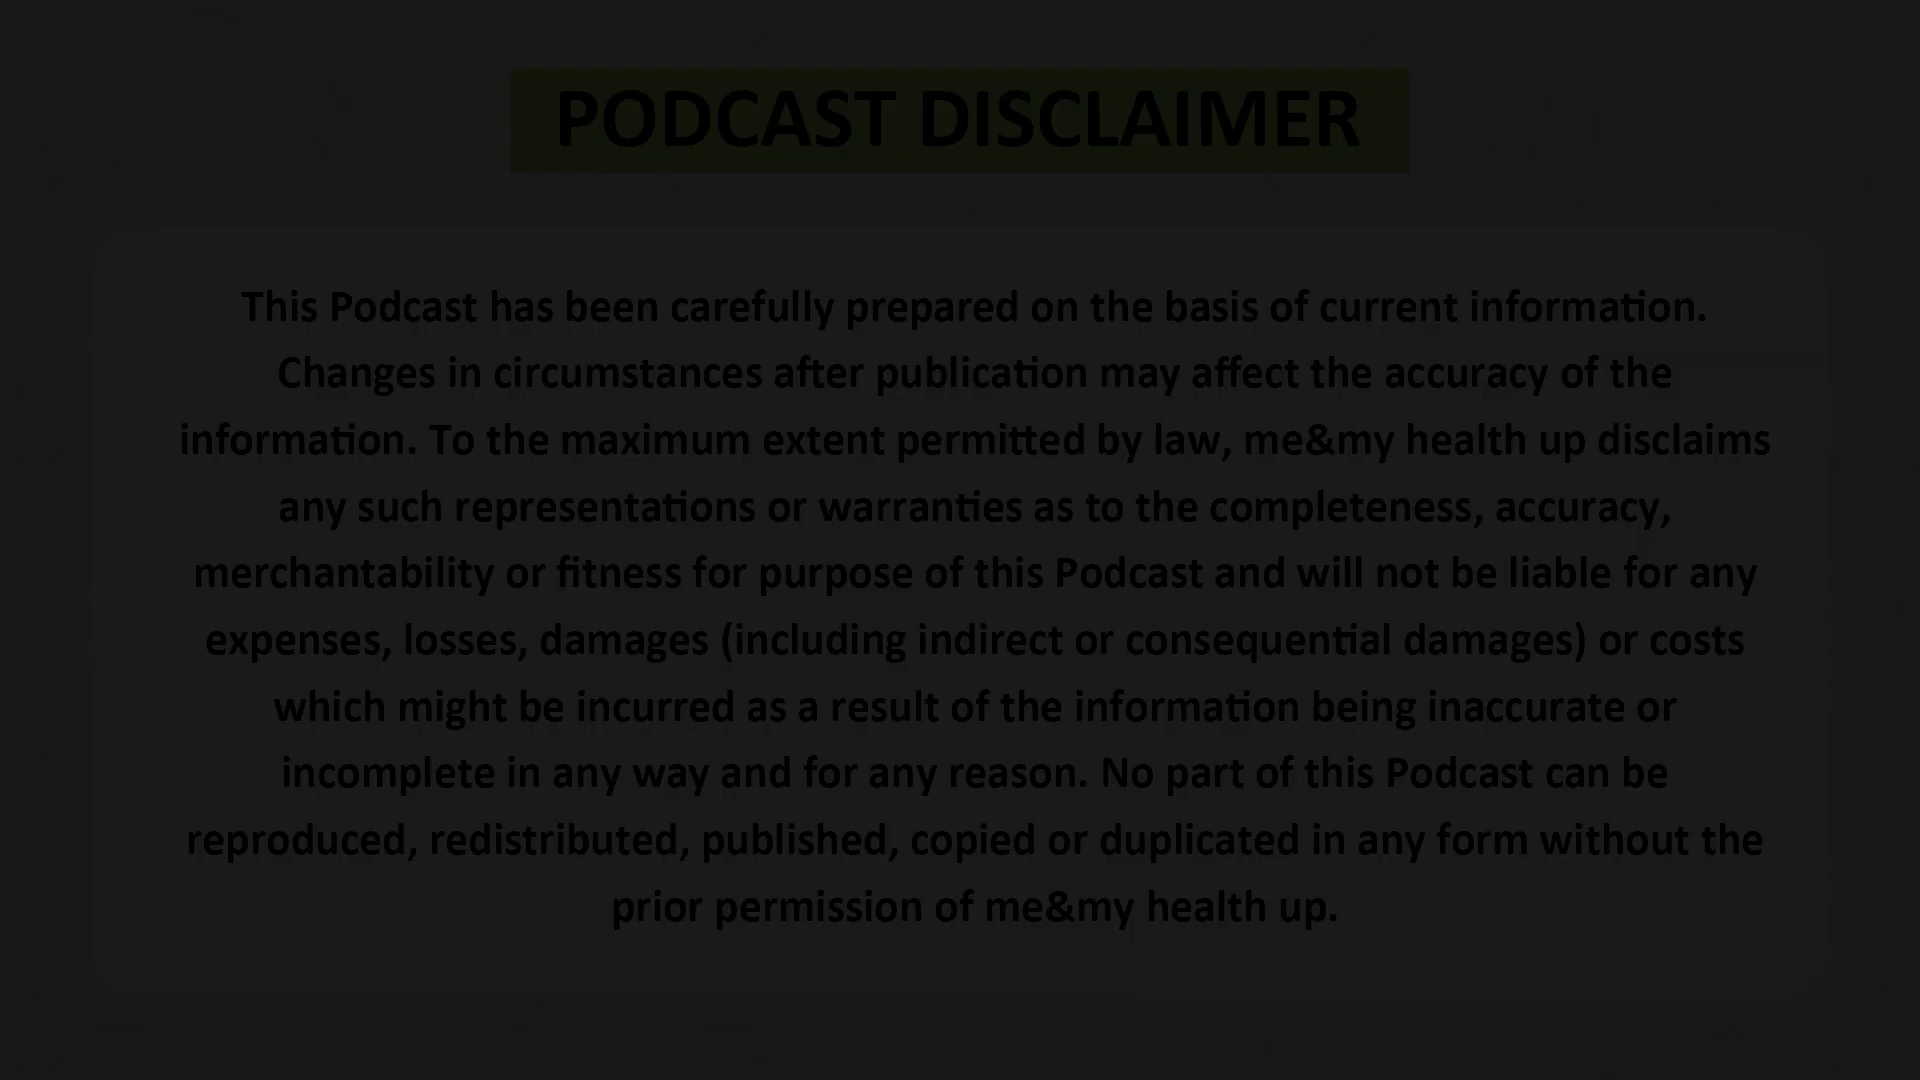 PODCAST DISCLAIMER
This Podcast has been carefully prepared on the basis of current information.
Changes in circumstances after publication may affect the accuracy of the
information. To the maximum extent permitted by law, me&my health up disclaims
any such representations or warranties as to the completeness, accuracy,
merchantability or fitness for purpose of this Podcast and will not be liable for any
expenses, losses, damages (including indirect or consequential damages) or costs
which might be incurred as a result of the information being inaccurate or
incomplete in any way and for any reason. No part of this Podcast can be
reproduced, redistributed, published, copied or duplicated in any form without the
prior permission of me&my health up.